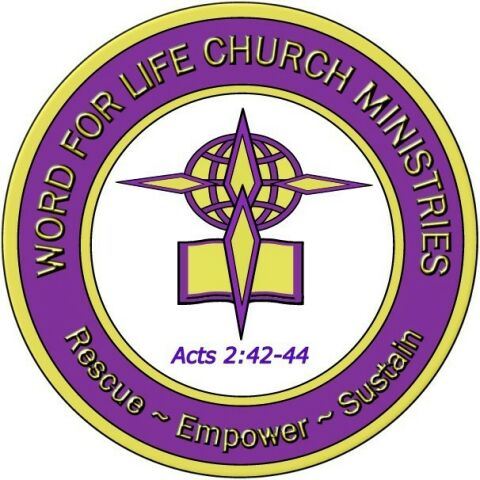 WORD FOR LIFE CHURCH MINISTRIES
Acts 2:42-44
Rescue ~ Empower ~ Sustain